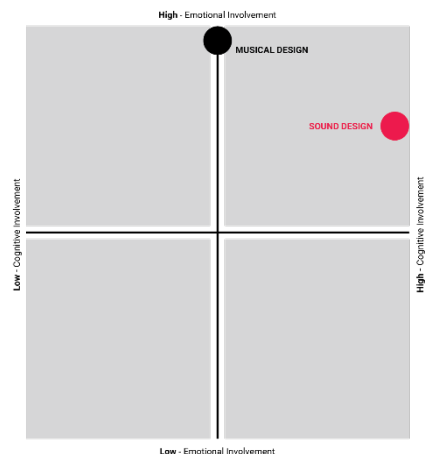 High - Emotional Involvement
MUSICAL DESIGN
SOUND DESIGN
Low - Cognitive Involvement
High - Cognitive Involvement
Low - Emotional Involvement